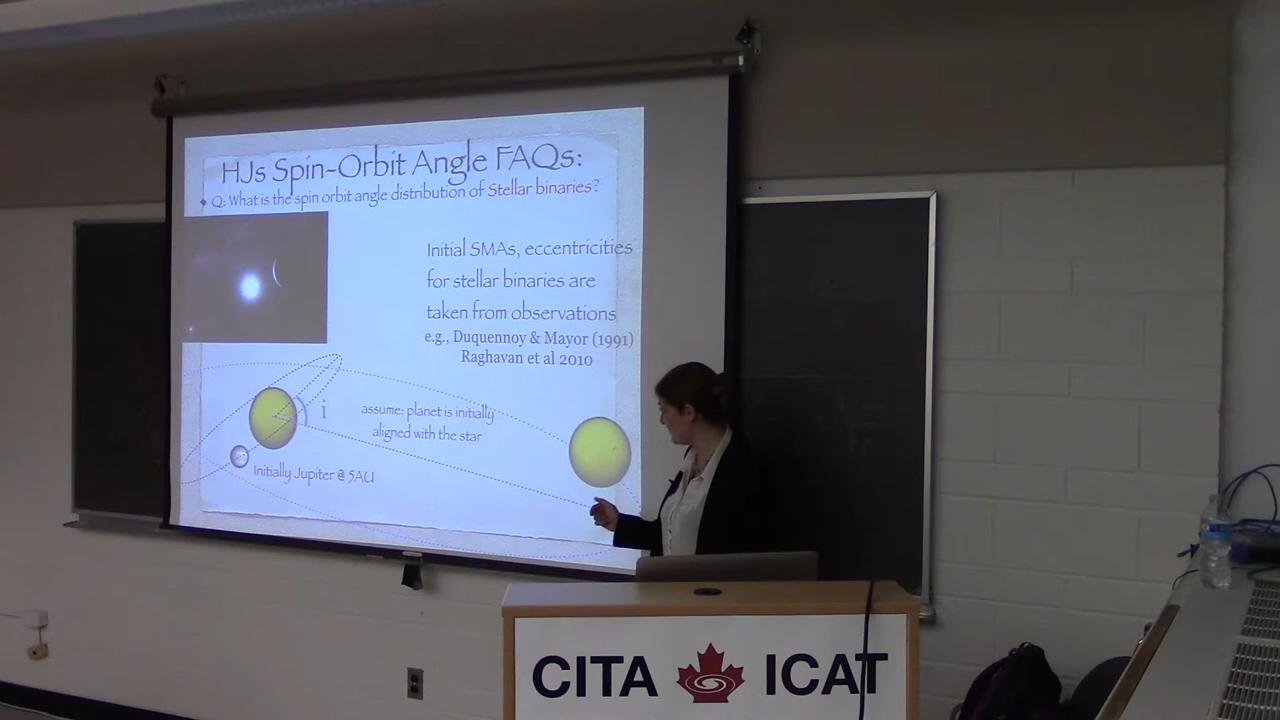 HJs Spin-Orbit Angle FAQs:
Q: What is the spin orbit angle distribution of Stellar binaries?
Initial SMAs, eccentricities
for stellar binaries are
taken from observations
e.g., Duquennoy & Mayor (1991)
Raghavan et al 2010
i
assume: planet is initially
aligned with the star
Initially Jupiter @ 5AU
CITA ICAT